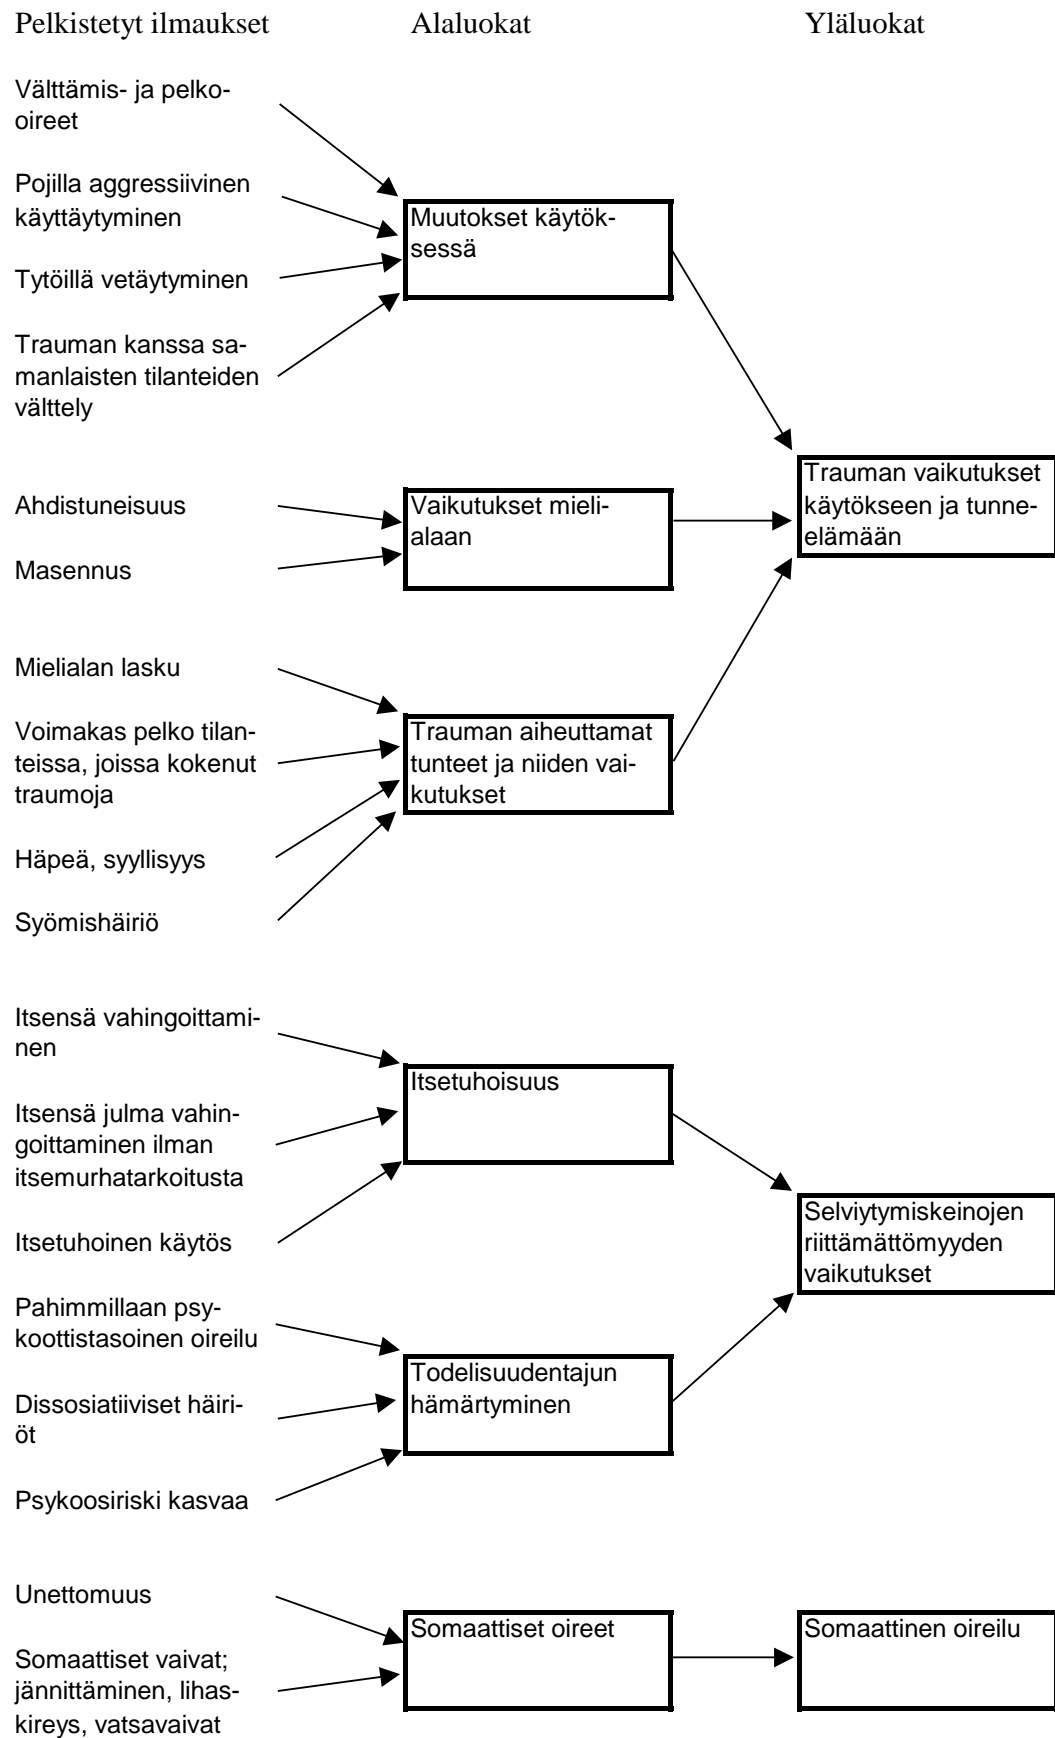 Pelkistetyt ilmaukset
Alaluokat
Yläluokat
Välttämis- ja pelko-
oireet
Pojilla aggressiivinen
käyttäytyminen
Tytöillä vetäytyminen
Trauman kanssa sa-
manlaisten tilanteiden
välttely
Muutokset käytök-
sessä
Ahdistuneisuus
Masennus
Vaikutukset mieli-
alaan
Trauman vaikutukset
käytökseen ja tunne-
elämään
Mielialan lasku
Voimakas pelko tilan-
teissa, joissa kokenut
traumoja
Häpeä, syyllisyys
Syömishäiriö
Trauman aiheuttamat
tunteet ja niiden vai-
kutukset
Itsensä vahingoittami-
nen
Itsensä julma vahin-
goittaminen ilman
itsemurhatarkoitusta
Itsetuhoinen käytös
Itsetuhoisuus
Selviytymiskeinojen
riittämättömyyden
vaikutukset
Pahimmillaan psy-
koottistasoinen oireilu
Dissosiatiiviset häiri-
öt
Psykoosiriski kasvaa
Todelisuudentajun
hämärtyminen
Unettomuus
Somaattiset vaivat;
jännittäminen, lihas-
kireys, vatsavaivat
Somaattiset oireet
Somaattinen oireilu